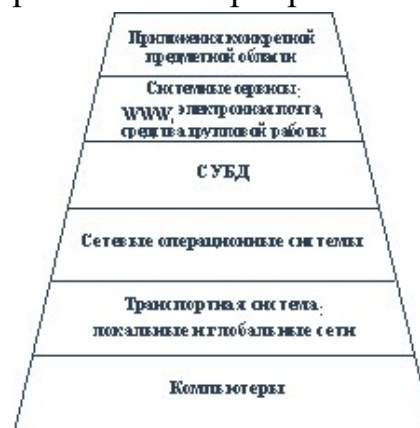 Приложения конкретной
предметной области
Системные сервисы:
WWW, электронная почта,
средства групповой работы
СУБД
Сетевые операционные системы
Транспортная система:
локальные и глобальные сети
Компьютеры